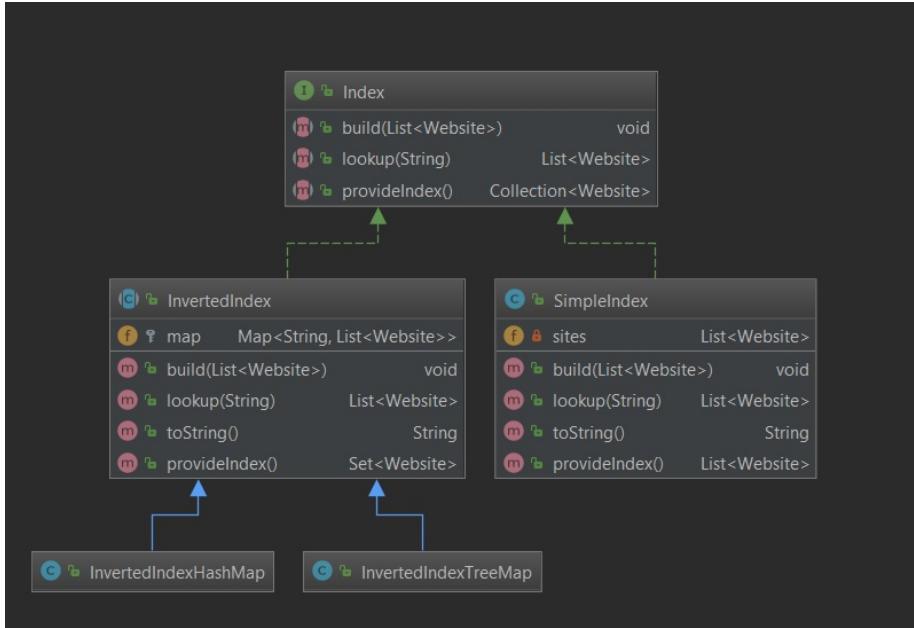 I Index
m build(List<Website>) void
m lookup(String) List<Website>
m provideIndex() Collection<Website>
C InvertedIndex
f map Map<String, List<Website>>
m build(List<Website>) void
m lookup(String) List<Website>
m toString() String
m provideIndex() Set<Website>
C SimpleIndex
f sites List<Website>
m build(List<Website>) void
m lookup(String) List<Website>
m toString() String
m provideIndex() List<Website>
C InvertedIndexHashMap
C InvertedIndexTreeMap